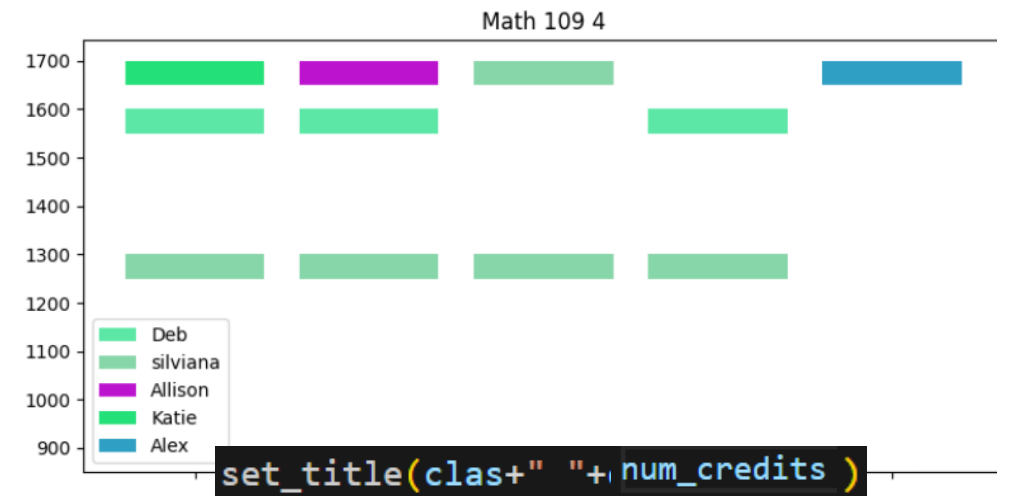 Math 109 4
1700
1600
1500
1400
1300
1200
1100
1000
900
Deb
silviana
Allison
Katie
Alex
set_title(clas+" "+ num_credits )